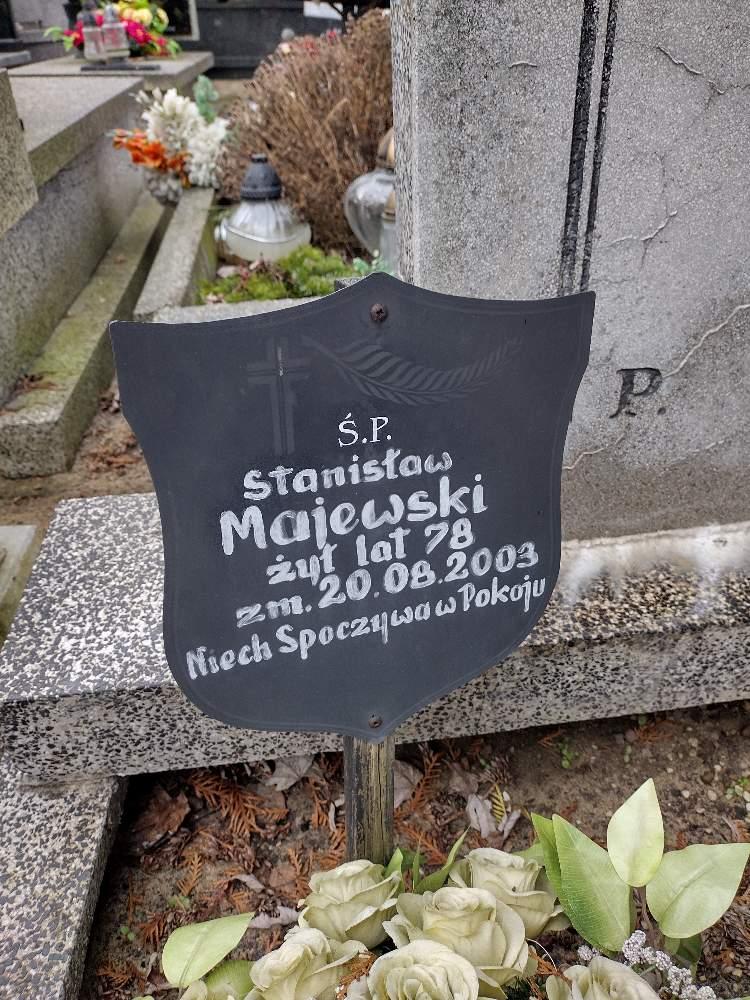 Ś.P.
Stanisław
Majewski
żył lat 78
zm. 20.08.2003
Niech Spoczywa w Pokoju
P.